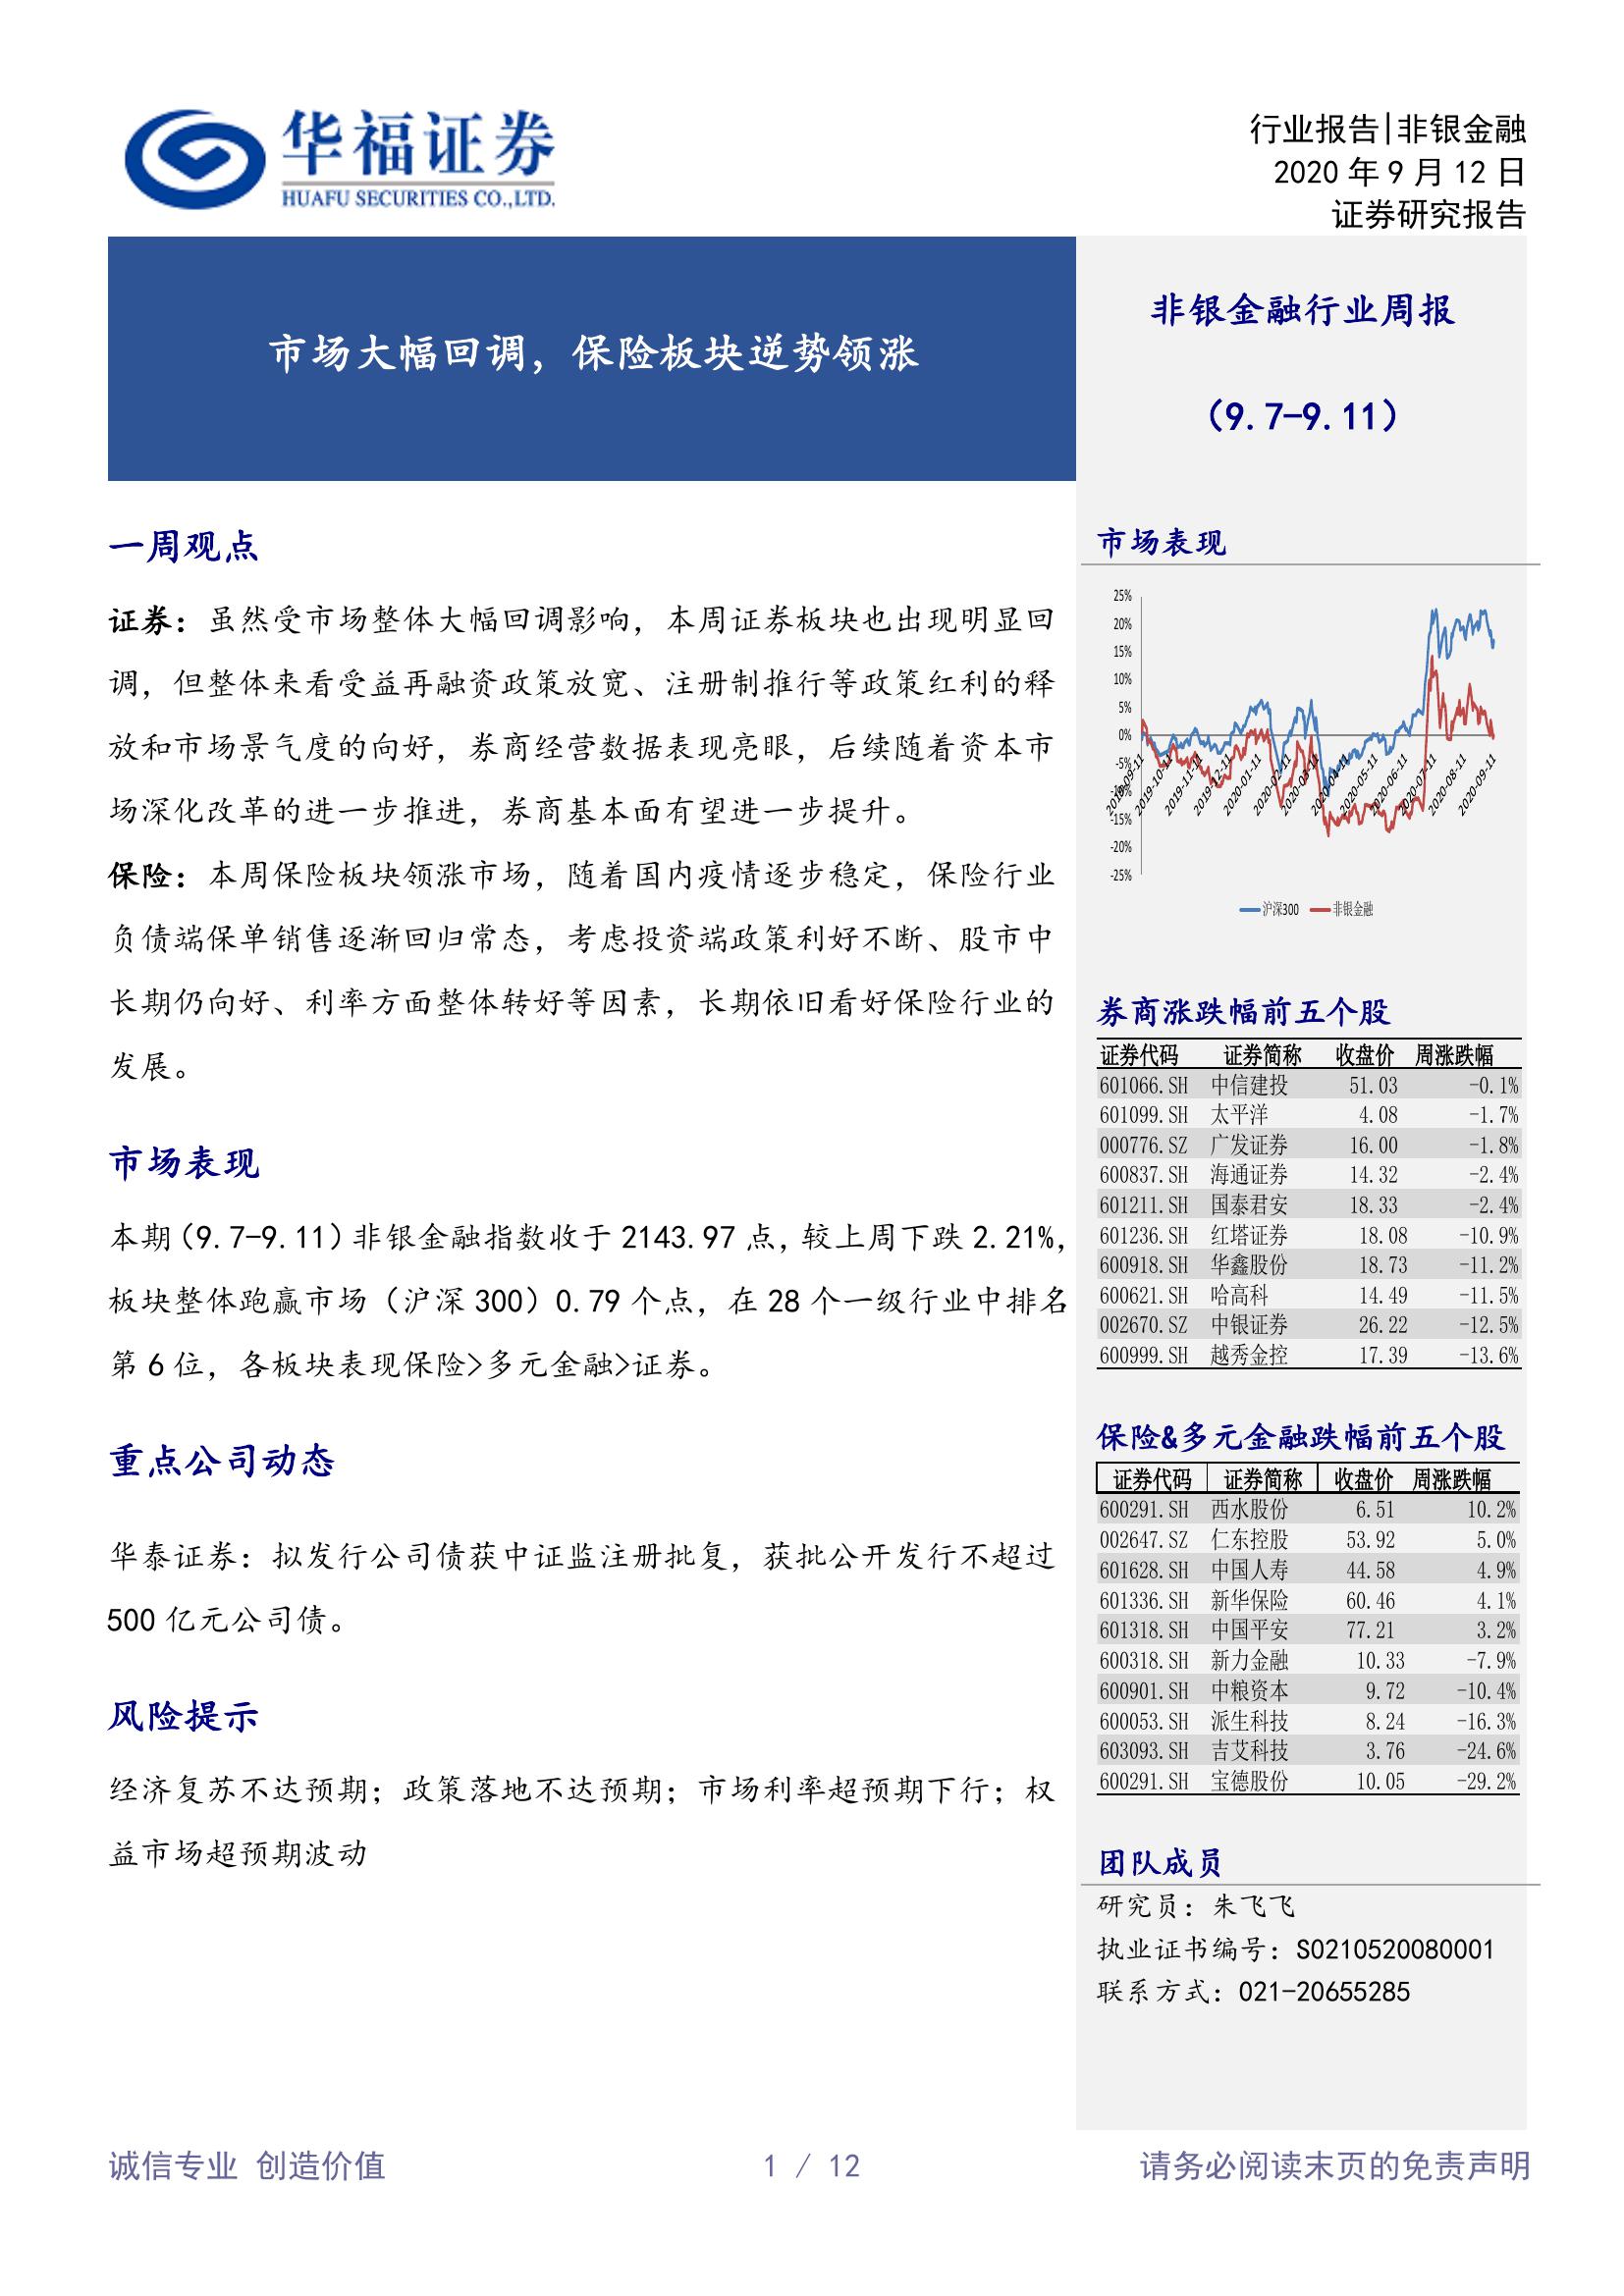 华福证券
HUAFU SECURITIES CO.,LTD.
行业报告|非银金融
2020 年 9 月 12 日
证券研究报告
市场大幅回调，保险板块逆势领涨
非银金融行业周报
（9.7-9.11）
一周观点
证券：虽然受市场整体大幅回调影响，本周证券板块也出现明显回
调，但整体来看受益再融资政策放宽、注册制推行等政策红利的释
放和市场景气度的向好，券商经营数据表现亮眼，后续随着资本市
场深化改革的进一步推进，券商基本面有望进一步提升。
保险：本周保险板块领涨市场，随着国内疫情逐步稳定，保险行业
负债端保单销售逐渐回归常态，考虑投资端政策利好不断、股市中
长期仍向好、利率方面整体转好等因素，长期依旧看好保险行业的
发展。
市场表现
本期（9.7-9.11）非银金融指数收于 2143.97 点，较上周下跌 2.21%，
板块整体跑赢市场（沪深 300）0.79 个点，在 28 个一级行业中排名
第 6 位，各板块表现保险>多元金融>证券。
重点公司动态
华泰证券：拟发行公司债获中证监注册批复，获批公开发行不超过
500 亿元公司债。
风险提示
经济复苏不达预期；政策落地不达预期；市场利率超预期下行；权
益市场超预期波动
市场表现
25%
20%
15%
10%
5%
0%
-5%
-10%
-15%
-20%
-25%
2019-09-11
2019-10-11
2019-11-11
2019-12-11
2020-01-11
2020-02-11
2020-03-11
2020-04-11
2020-05-11
2020-06-11
2020-07-11
2020-08-11
2020-09-11
沪深300 非银金融
券商涨跌幅前五个股
证券代码 证券简称 收盘价 周涨跌幅
601066.SH 中信建投 51.03 -0.1%
601099.SH 太平洋 4.08 -1.7%
000776.SZ 广发证券 16.00 -1.8%
600837.SH 海通证券 14.32 -2.4%
601211.SH 国泰君安 18.33 -2.4%
601236.SH 红塔证券 18.08 -10.9%
600918.SH 华鑫股份 18.73 -11.2%
600621.SH 哈高科 14.49 -11.5%
002670.SZ 中银证券 26.22 -12.5%
600999.SH 越秀金控 17.39 -13.6%
保险&多元金融跌幅前五个股
证券代码 证券简称 收盘价 周涨跌幅
600291.SH 西水股份 6.51 10.2%
002647.SZ 仁东控股 53.92 5.0%
601628.SH 中国人寿 44.58 4.9%
601336.SH 新华保险 60.46 4.1%
601318.SH 中国平安 77.21 3.2%
600318.SH 新力金融 10.33 -7.9%
600901.SH 中粮资本 9.72 -10.4%
600053.SH 派生科技 8.24 -16.3%
603093.SH 吉艾科技 3.76 -24.6%
600291.SH 宝德股份 10.05 -29.2%
团队成员
研究员：朱飞飞
执业证书编号：S0210520080001
联系方式：021-20655285
诚信专业 创造价值
1 / 12
请务必阅读末页的免责声明